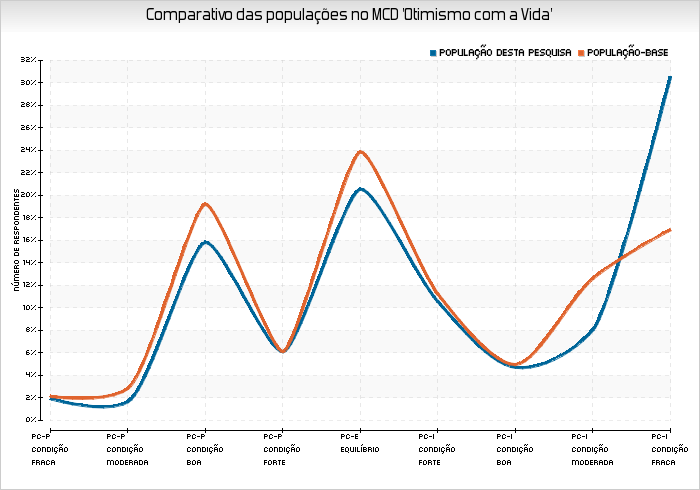 Comparativo das populações no MCD 'Otimismo com a Vida'
POPULAÇÃO DESTA PESQUISA
POPULAÇÃO-BASE
32%
30%
28%
26%
24%
22%
20%
18%
16%
14%
12%
10%
8%
6%
4%
2%
0%
NÚMERO DE RESPONDENTES
PC-P
CONDIÇÃO
FRACA
PC-P
CONDIÇÃO
MODERADA
PC-P
CONDIÇÃO
BOA
PC-P
CONDIÇÃO
FORTE
PC-E
EQUILÍBRIO
PC-I
CONDIÇÃO
FORTE
PC-I
CONDIÇÃO
BOA
PC-I
CONDIÇÃO
MODERADA
PC-I
CONDIÇÃO
FRACA